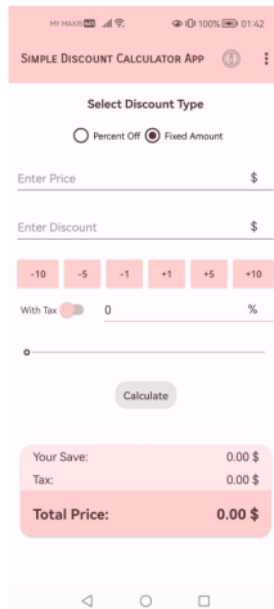 MY MAXIS 100% 01:42
SIMPLE DISCOUNT CALCULATOR APP
Select Discount Type
Percent Off Fixed Amount
Enter Price $
Enter Discount $
-10 -5 -1 +1 +5 +10
With Tax 0 %
Calculate
Your Save: 0.00 $
Tax: 0.00 $
Total Price: 0.00 $